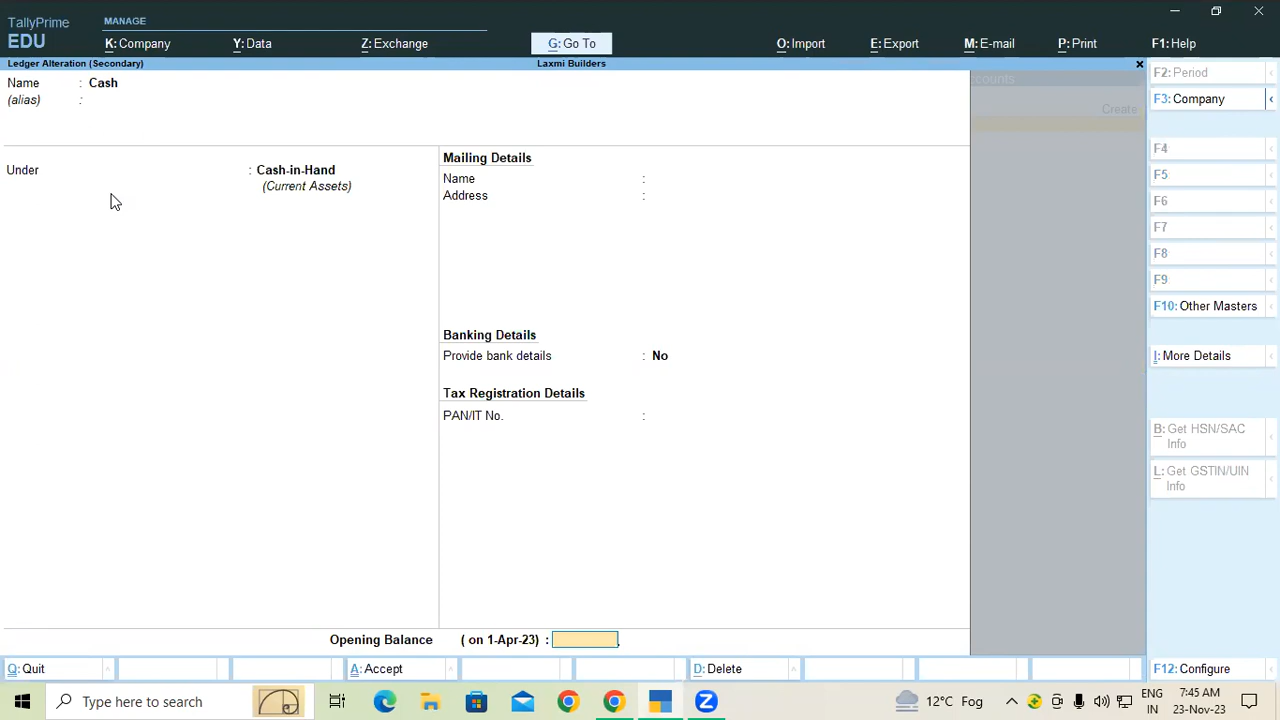 TallyPrime
EDU
MANAGE
K: Company
Y: Data
Z: Exchange
G: Go To
O: Import
E: Export
M: E-mail
P: Print
F1: Help
Ledger Alteration (Secondary)
Laxmi Builders
Name : Cash
(alias) :
Under : Cash-in-Hand
(Current Assets)
Mailing Details
Name :
Address :
Banking Details
Provide bank details : No
Tax Registration Details
PAN/IT No. :
Opening Balance ( on 1-Apr-23) :
Create
F2: Period
F3: Company
F4
F5
F6
F7
F8
F9
F10: Other Masters
I: More Details
B: Get HSN/SAC
Info
L: Get GSTIN/UIN
Info
Q: Quit
A: Accept
D: Delete
F12: Configure
Type here to search
12°C Fog
ENG
IN
7:45 AM
23-Nov-23